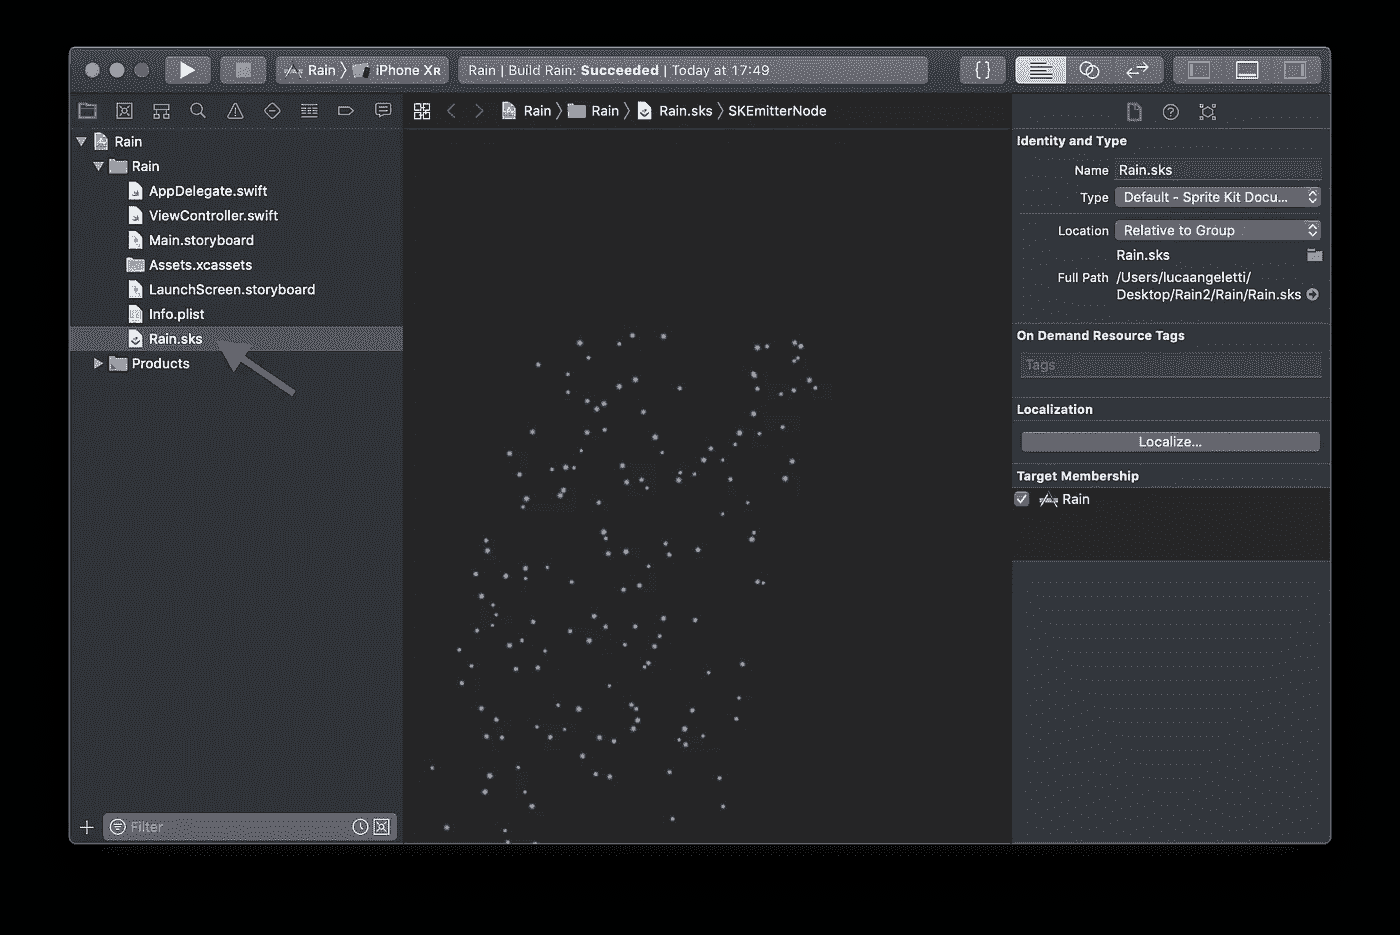 Rain 〉 iPhone XR
Rain | Build Rain: Succeeded | Today at 17:49
{ }
Rain 〉 Rain 〉 Rain.sks 〉 SKEmitterNode
Rain
Rain
AppDelegate.swift
ViewController.swift
Main.storyboard
Assets.xcassets
LaunchScreen.storyboard
Info.plist
Rain.sks
Products
Filter
Identity and Type
Name Rain.sks
Type Default - Sprite Kit Docu...
Location Relative to Group
Rain.sks
Full Path /Users/lucaangeletti/
Desktop/Rain2/Rain/Rain.sks
On Demand Resource Tags
Tags
Localization
Localize...
Target Membership
Rain